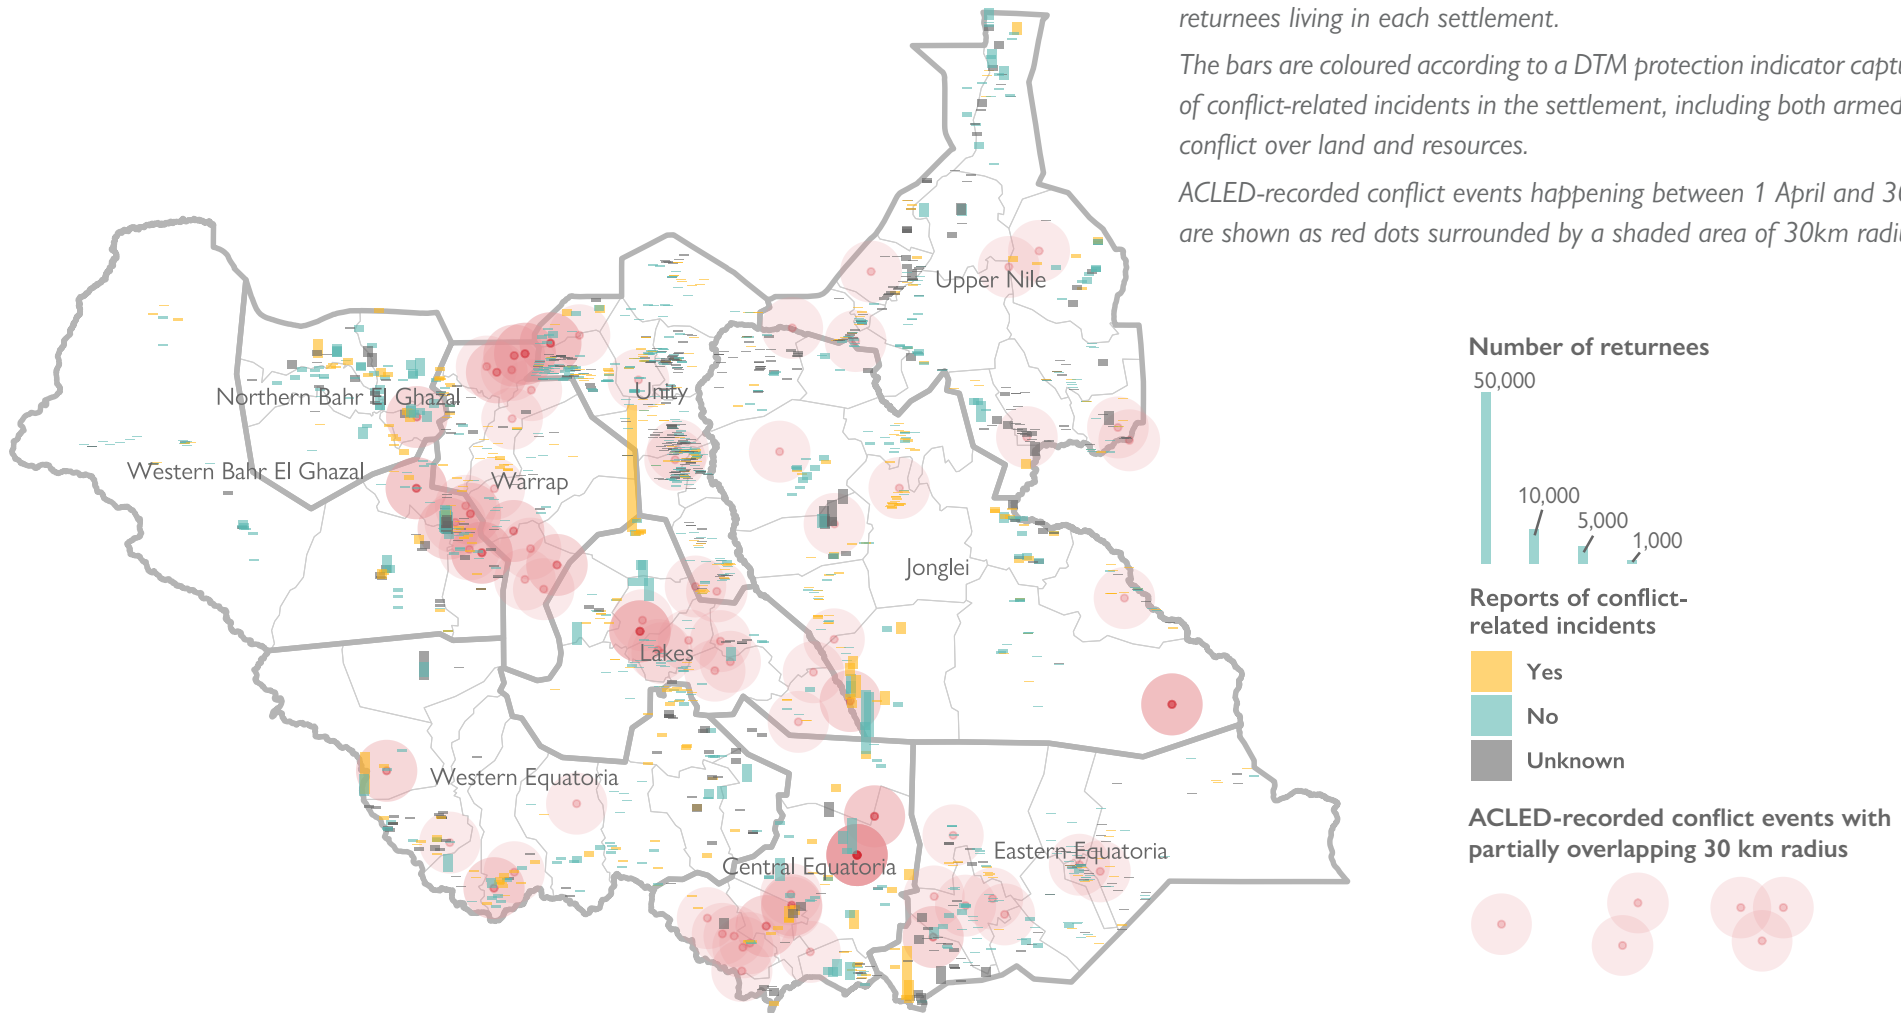 returnees living in each settlement.
The bars are coloured according to a DTM protection indicator
of conflict-related incidents in the settlement, including both armed
conflict over land and resources.
ACLED-recorded conflict events happening between 1 April and
are shown as red dots surrounded by a shaded area of 30km
Upper Nile
Northern Bahr El Ghazal
Unity
Western Bahr El Ghazal
Warrap
Jonglei
Lakes
Western Equatoria
Central Equatoria
Eastern Equatoria
Number of returnees
50,000
10,000
5,000
1,000
Reports of conflict-
related incidents
Yes
No
Unknown
ACLED-recorded conflict events with
partially overlapping 30 km radius